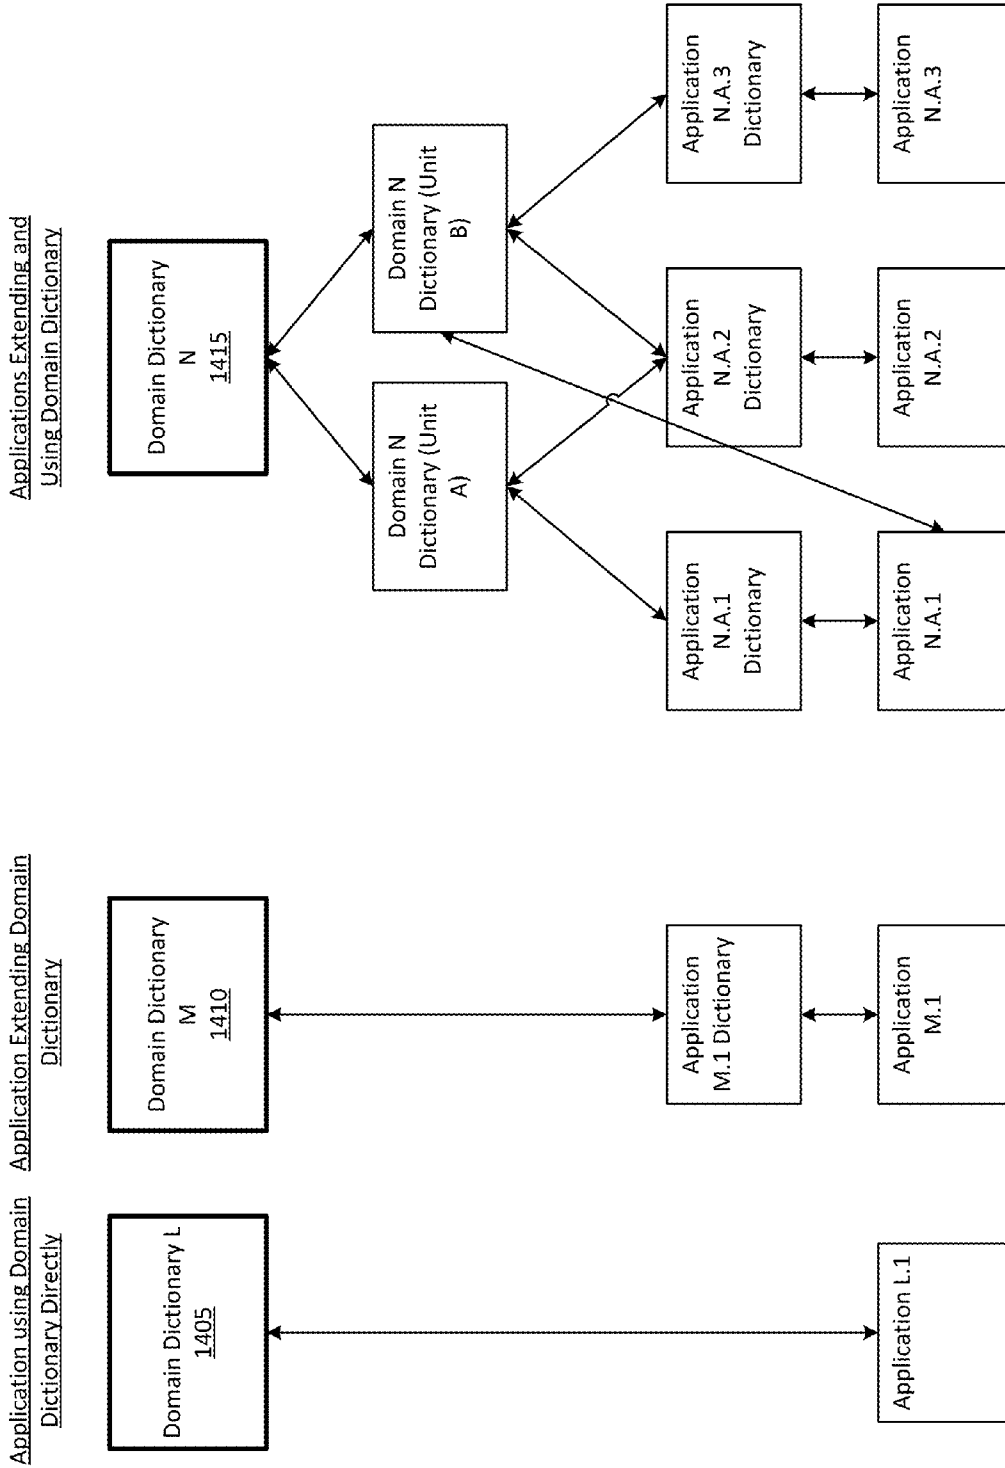 Application using Domain
Dictionary Directly
Domain Dictionary L
1405
Application L.1
Application Extending Domain
Dictionary
Domain Dictionary
M
1410
Application
M.1 Dictionary
Application
M.1
Applications Extending and
Using Domain Dictionary
Domain Dictionary
N
1415
Domain N
Dictionary (Unit
A)
Domain N
Dictionary (Unit
B)
Application
N.A.1
Dictionary
Application
N.A.2
Dictionary
Application
N.A.3
Dictionary
Application
N.A.1
Application
N.A.2
Application
N.A.3